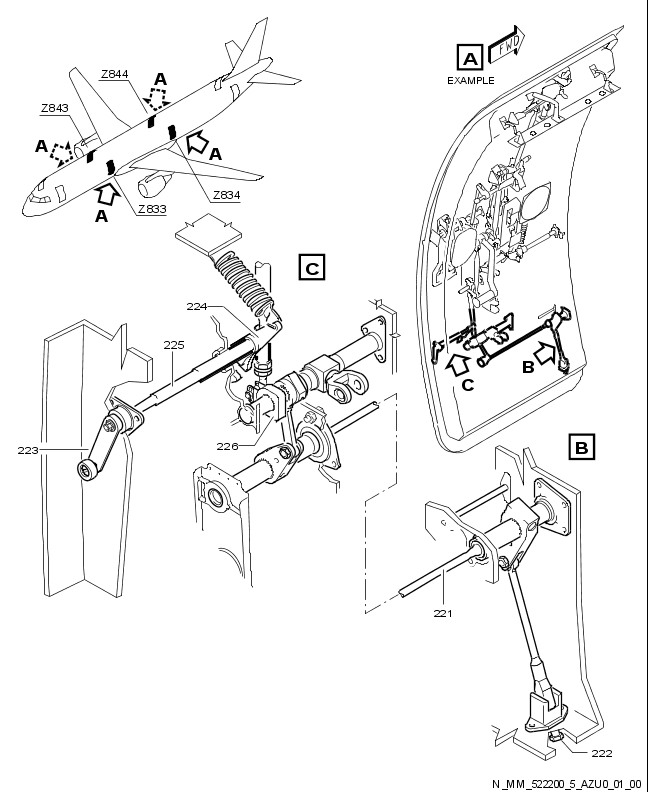 Z844
A
Z843
A
A
Z834
Z833
A
A
EXAMPLE
FWD
C
224
225
223
226
B
C
B
221
222
N_MM_522200_5_AZU0_01_00